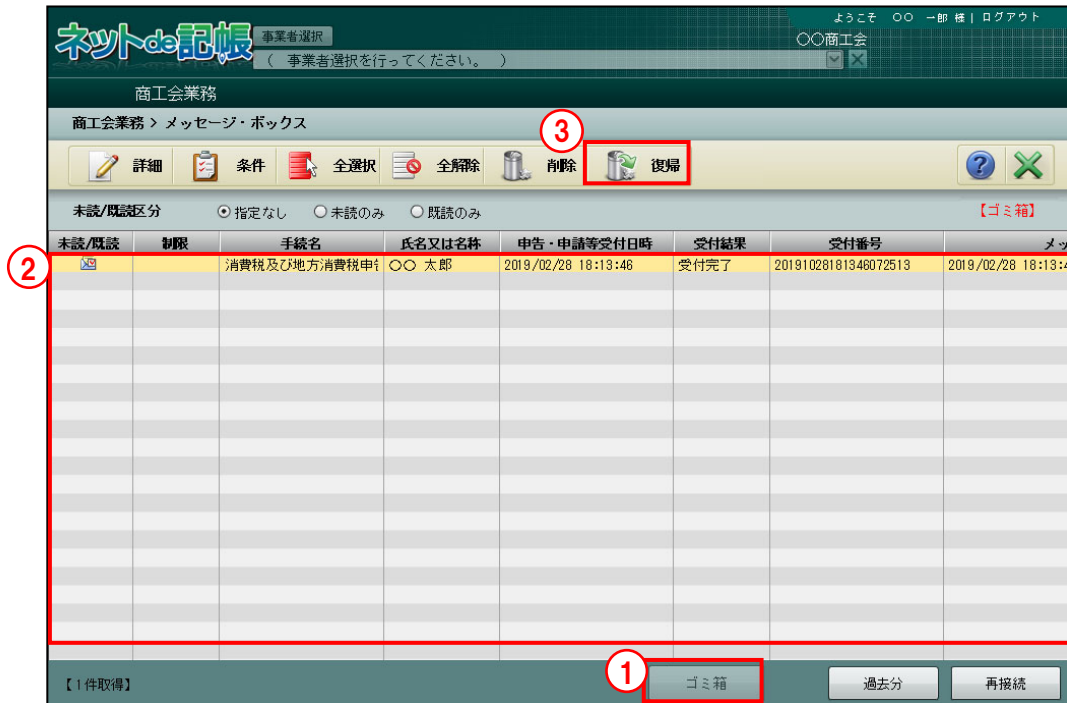 ようこそ ○○ 一郎 様 | ログアウト
ネットde記帳
事業者選択
○○商工会
( 事業者選択を行ってください。 )
商工会業務
商工会業務 > メッセージ・ボックス
③
詳細 条件 全選択 全解除 削除 復帰
未読/既読区分 指定なし 未読のみ 既読のみ 【ゴミ箱】
未読/既読 制限 手続名 氏名又は名称 申告・申請等受付日時 受付結果 受付番号 メッ
②
消費税及び地方消費税申告 ○○ 太郎 2019/02/28 18:13:46 受付完了 20191028181346072513 2019/02/28 18:13:4
①
【1件取得】 ゴミ箱 過去分 再接続